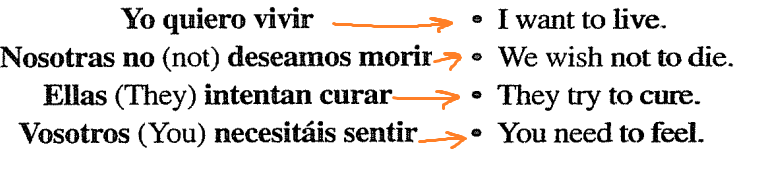 Yo quiero vivir • I want to live.
Nosotras no (not) deseamos morir • We wish not to die.
Ellas (They) intentan curar • They try to cure.
Vosotros (You) necesitáis sentir • You need to feel.